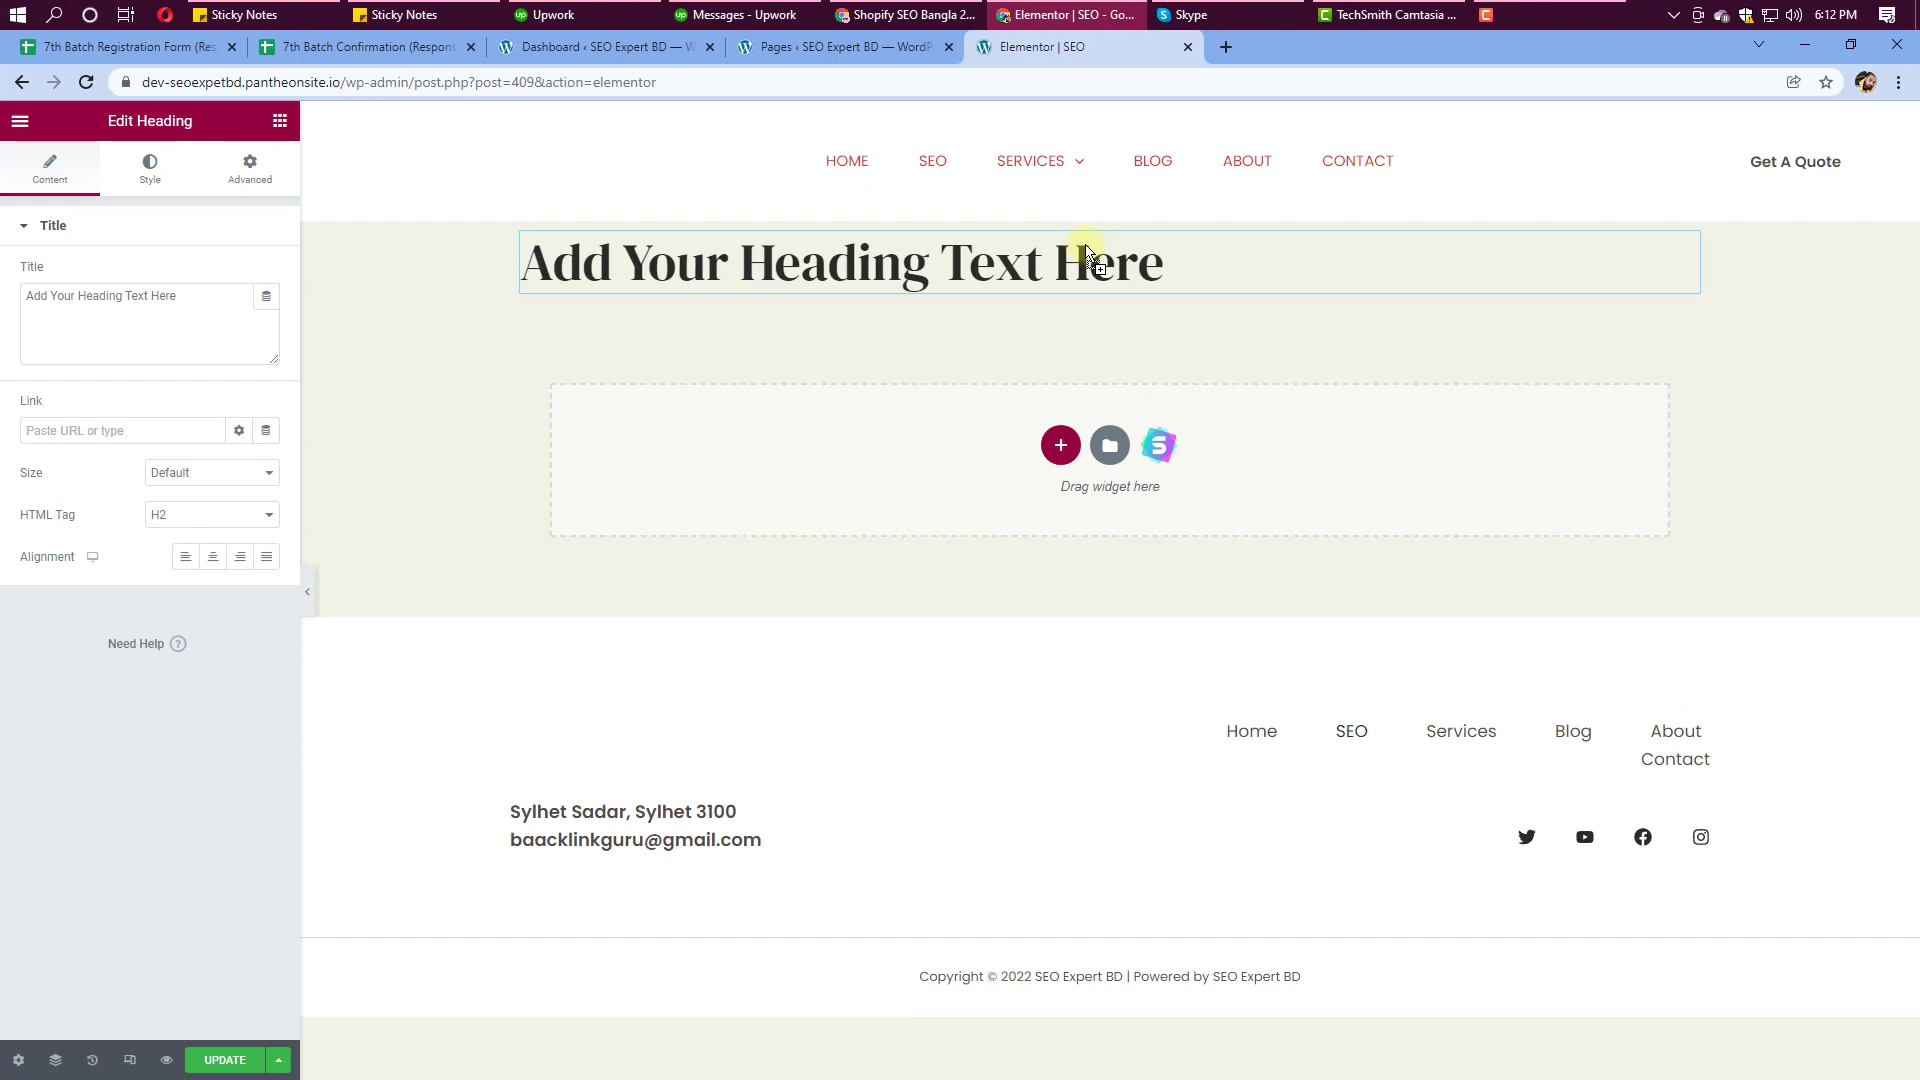 Sticky Notes
Sticky Notes
Upwork
Messages - Upwork
Shopify SEO Bangla 2...
Elementor | SEO - Go...
Skype
TechSmith Camtasia ...
6:12 PM
7th Batch Registration Form (Res
7th Batch Confirmation (Respons
Dashboard ‹ SEO Expert BD — W
Pages ‹ SEO Expert BD — WordP
Elementor | SEO
dev-seoexpetbd.pantheonsite.io/wp-admin/post.php?post=409&action=elementor
Edit Heading
Content
Style
Advanced
Title
Title
Add Your Heading Text Here
Link
Paste URL or type
Size
Default
HTML Tag
H2
Alignment
Need Help ?
UPDATE
HOME
SEO
SERVICES
BLOG
ABOUT
CONTACT
Get A Quote
Add Your Heading Text Here
Drag widget here
Home
SEO
Services
Blog
About
Contact
Sylhet Sadar, Sylhet 3100
baacklinkguru@gmail.com
Copyright © 2022 SEO Expert BD | Powered by SEO Expert BD